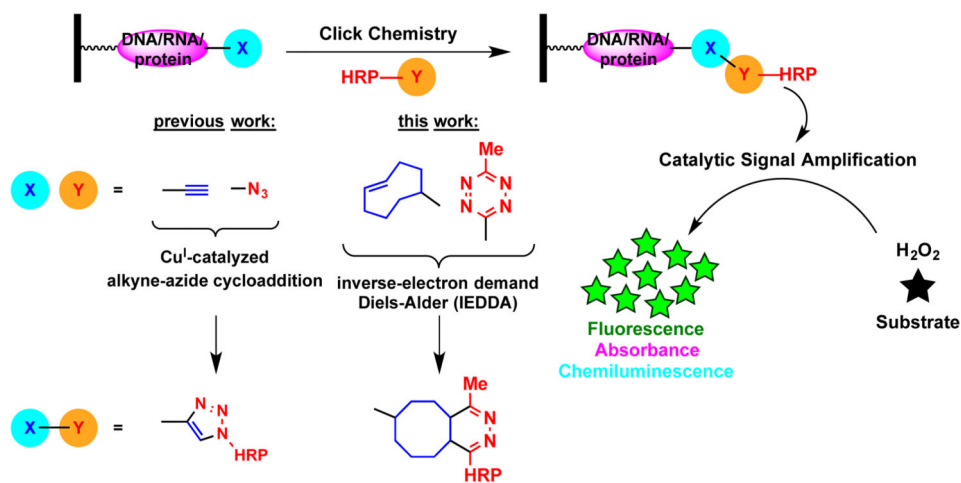 DNA/RNA/
protein
X
Click Chemistry
HRP
Y
DNA/RNA/
protein
X
Y
HRP
previous work:
this work:
Catalytic Signal Amplification
X
Y
=
N3
Me
N
N
N
N
CuI-catalyzed
alkyne-azide cycloaddition
inverse-electron demand
Diels-Alder (IEDDA)
H2O2
Substrate
Fluorescence
Absorbance
Chemiluminescence
X
Y
=
N
N
N
HRP
Me
N
N
HRP